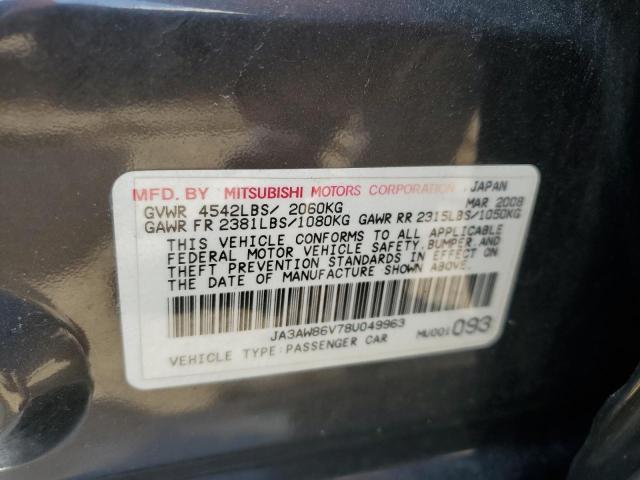 MFD. BY MITSUBISHI MOTORS CORPORATION, JAPAN
GVWR 4542LBS/ 2060KG MAR 2008
GAWR FR 2381LBS/1080KG GAWR RR 2315LBS/1050KG
THIS VEHICLE CONFORMS TO ALL APPLICABLE
FEDERAL MOTOR VEHICLE SAFETY, BUMPER AND
THEFT PREVENTION STANDARDS IN EFFECT ON
THE DATE OF MANUFACTURE SHOWN ABOVE.
JA3AW86V78U049963
VEHICLE TYPE:PASSENGER CAR MU001093